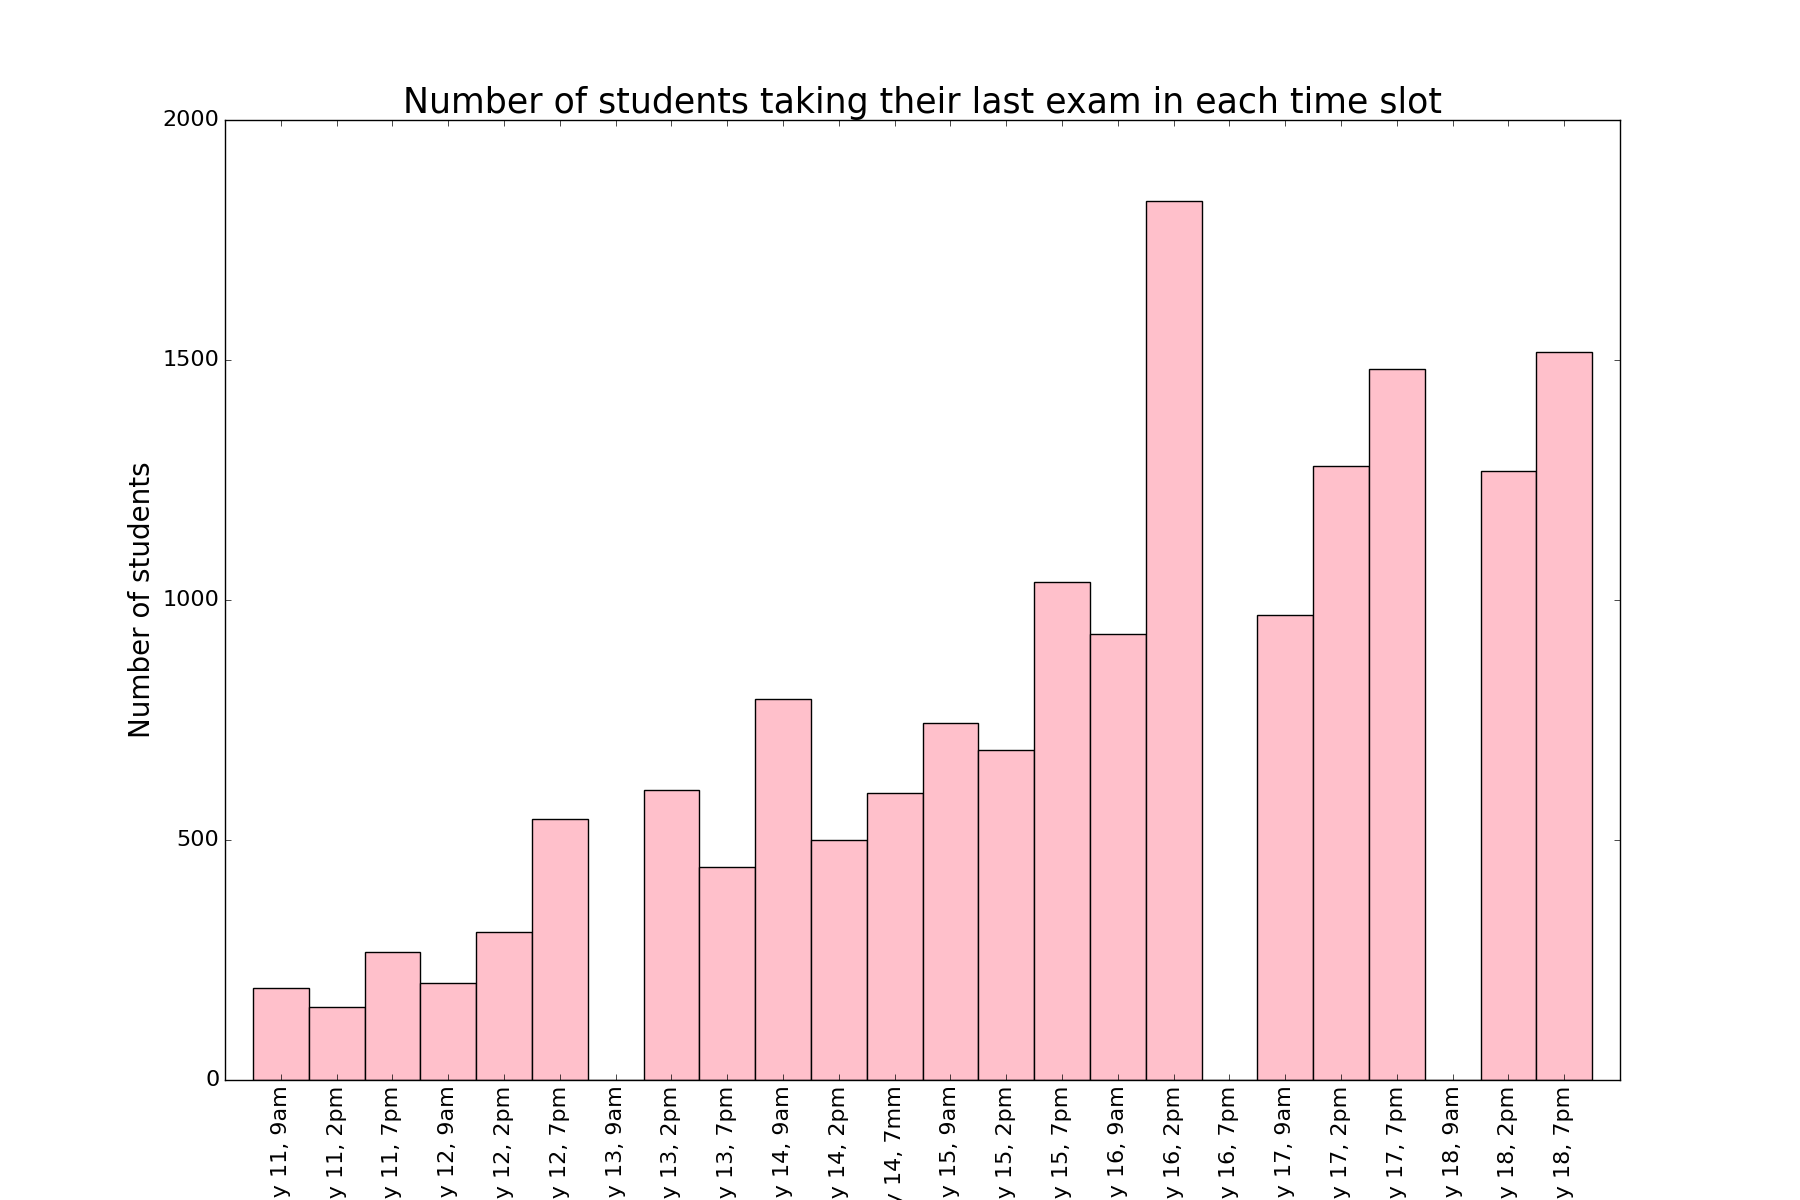 Number of students taking their last exam in each time slot
2000
1500
1000
500
0
Number of students
y 11, 9am
y 11, 2pm
y 11, 7pm
y 12, 9am
y 12, 2pm
y 12, 7pm
y 13, 9am
y 13, 2pm
y 13, 7pm
y 14, 9am
y 14, 2pm
y 14, 7mm
y 15, 9am
y 15, 2pm
y 15, 7pm
y 16, 9am
y 16, 2pm
y 16, 7pm
y 17, 9am
y 17, 2pm
y 17, 7pm
y 18, 9am
y 18, 2pm
y 18, 7pm